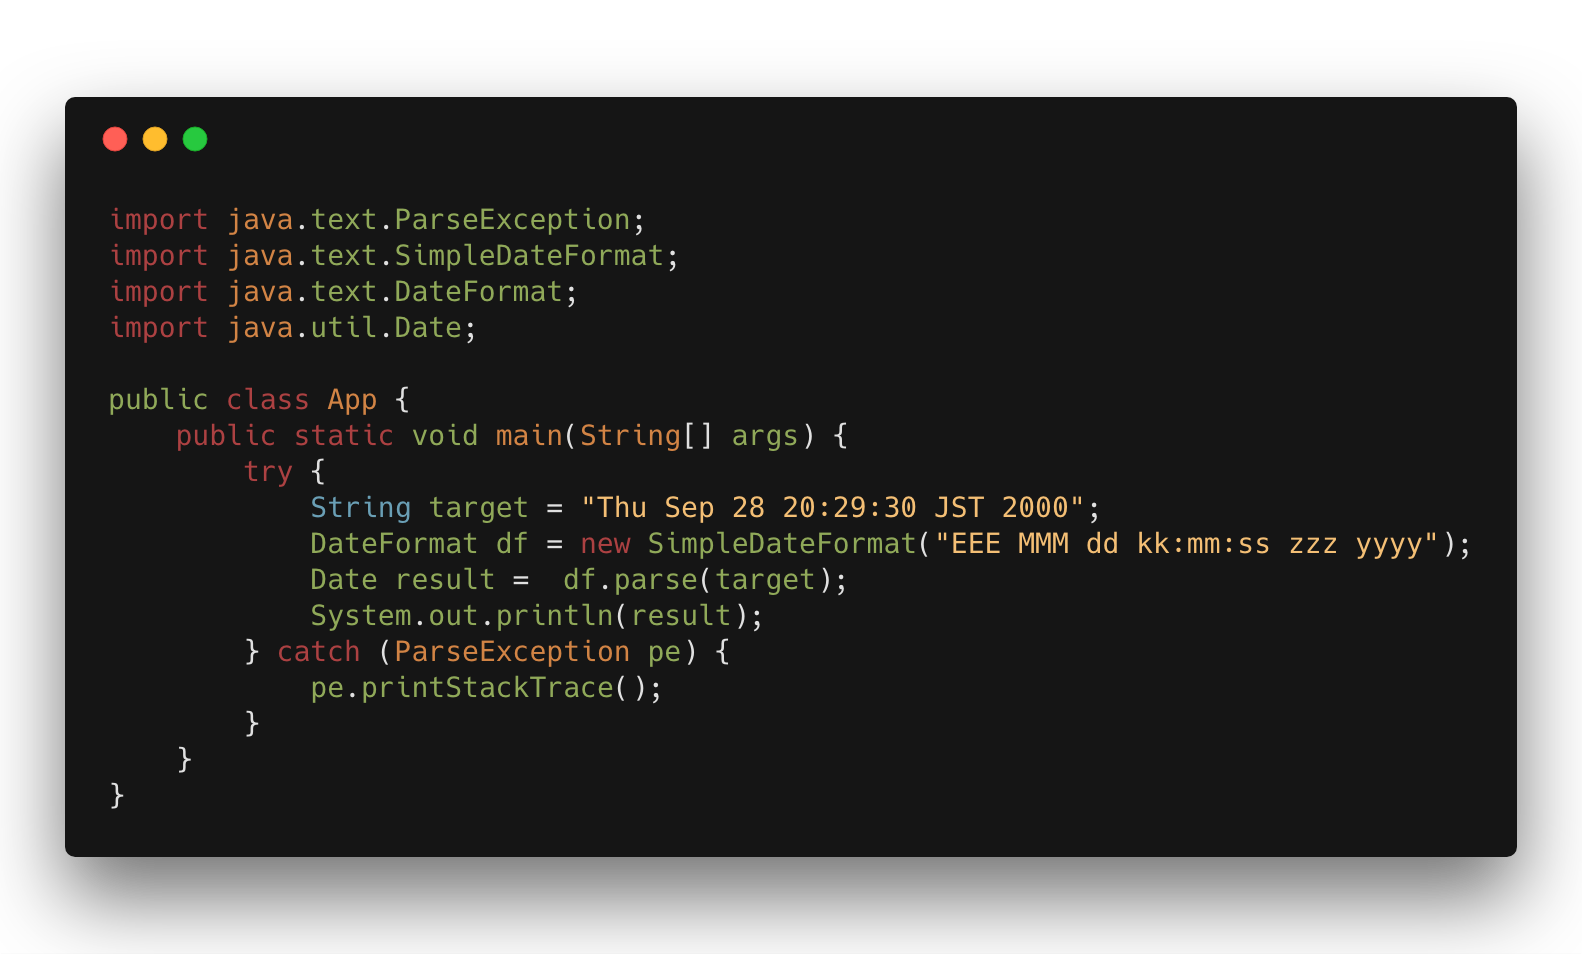 import java.text.ParseException;
import java.text.SimpleDateFormat;
import java.text.DateFormat;
import java.util.Date;

public class App {
    public static void main(String[] args) {
        try {
            String target = "Thu Sep 28 20:29:30 JST 2000";
            DateFormat df = new SimpleDateFormat("EEE MMM dd kk:mm:ss zzz yyyy");
            Date result =  df.parse(target);
            System.out.println(result);
        } catch (ParseException pe) {
            pe.printStackTrace();
        }
    }
}